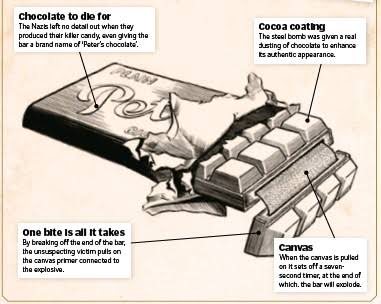 Chocolate to die for
The Nazis left no detail out when they
produced their killer candy, even giving the
bar a brand name of 'Peter's chocolate'.
Cocoa coating
The steel bomb was given a real
dusting of chocolate to enhance
its authentic appearance.
PLAIN
Pet
One bite is all it takes
By breaking off the end of the bar,
the unsuspecting victim pulls on
the canvas primer connected to
the explosive.
Canvas
When the canvas is pulled
on it sets off a seven-
second timer, at the end of
which, the bar will explode.